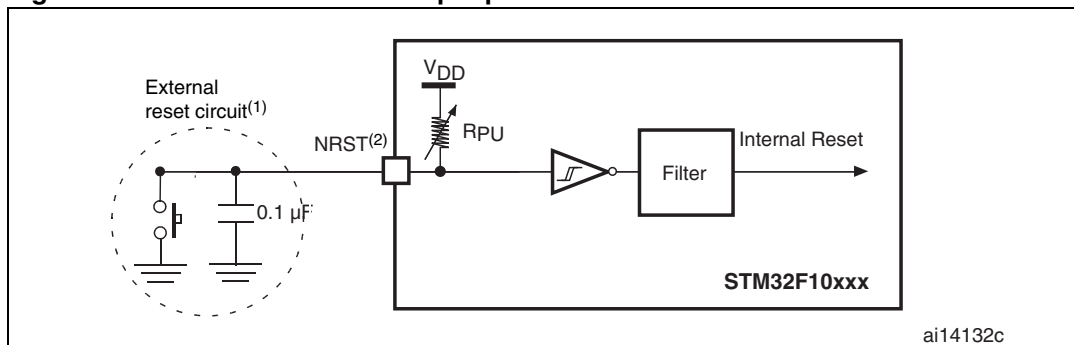 External
reset circuit(1)
VDD
RPU
NRST(2)
Internal Reset
Filter
0.1 µF
STM32F10xxx
ai14132c